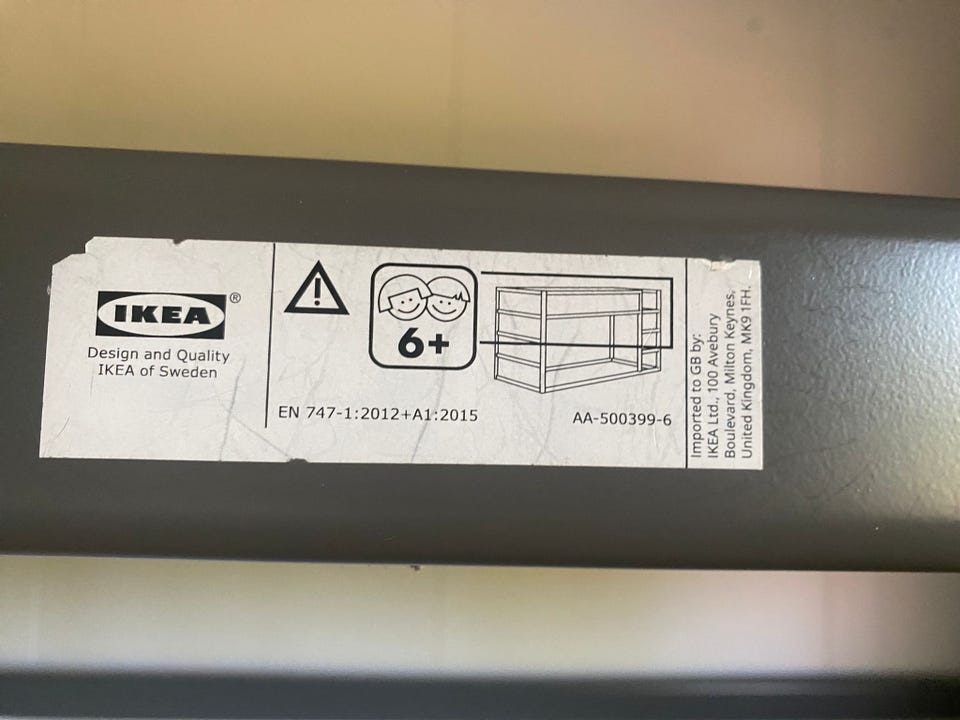 IKEA®
Design and Quality
IKEA of Sweden
6+
EN 747-1:2012+A1:2015
AA-500399-6
Imported to GB by:
IKEA Ltd., 100 Avebury
Boulevard, Milton Keynes,
United Kingdom, MK9 1FH.